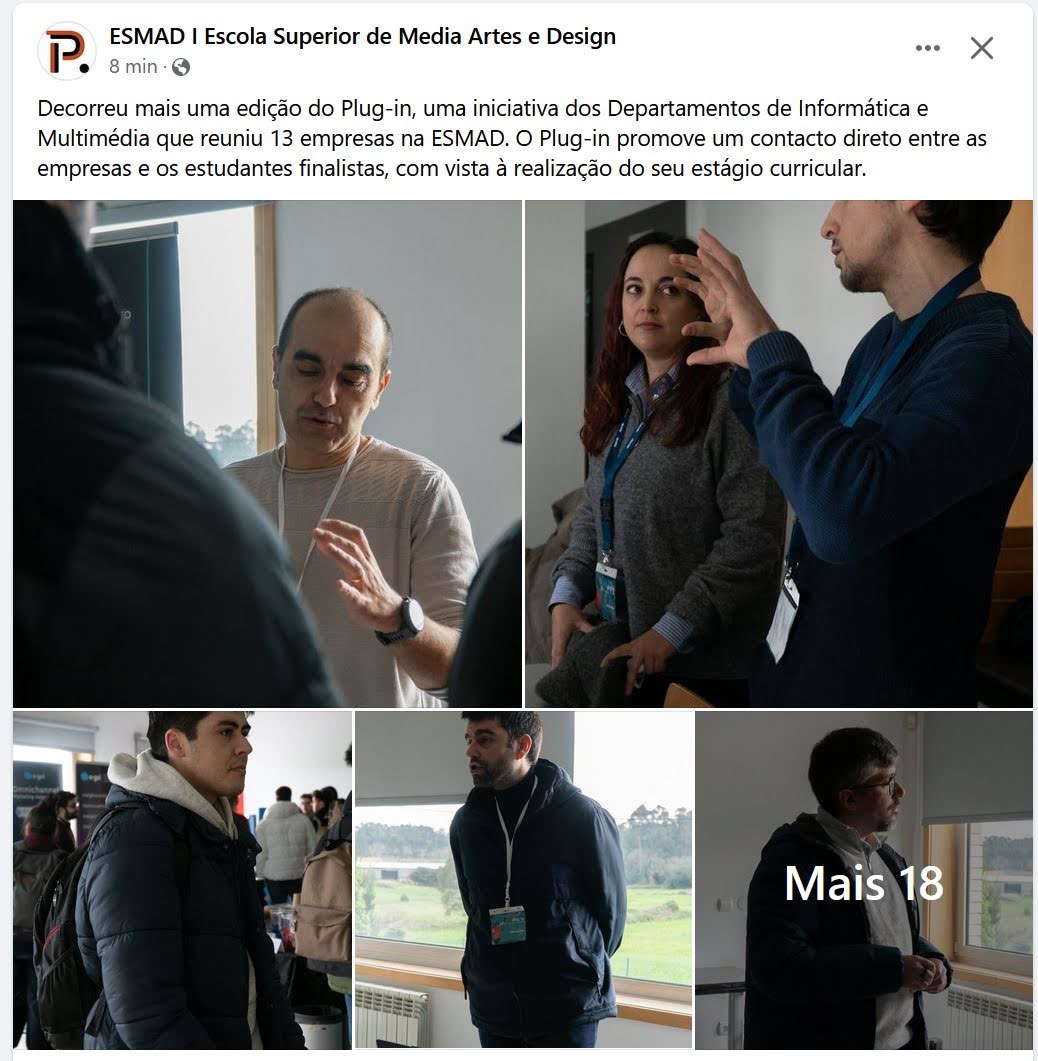 ESMAD I Escola Superior de Media Artes e Design
8 min ·
Decorreu mais uma edição do Plug-in, uma iniciativa dos Departamentos de Informática e
Multimédia que reuniu 13 empresas na ESMAD. O Plug-in promove um contacto direto entre as
empresas e os estudantes finalistas, com vista à realização do seu estágio curricular.
Mais 18